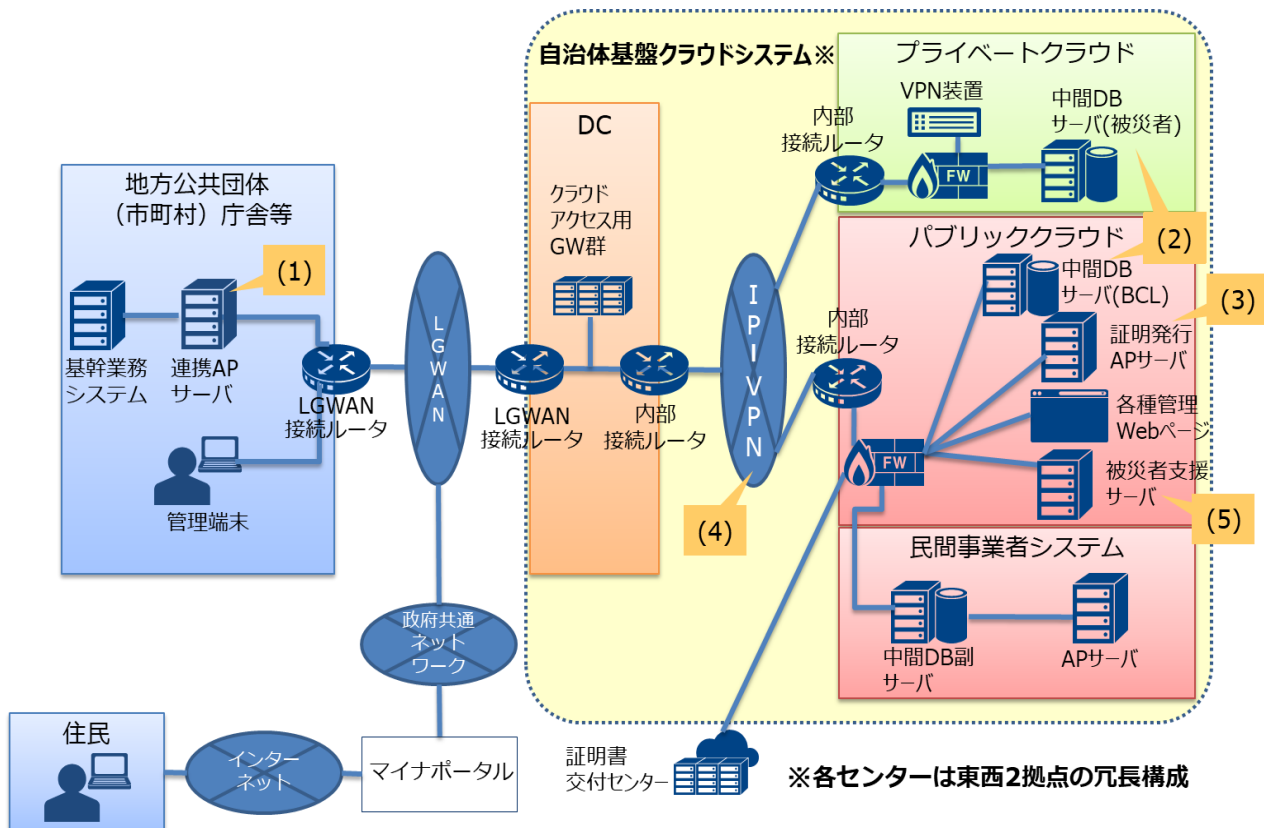 自治体基盤クラウドシステム※
プライベートクラウド
VPN装置
中間DB
サーバ(被災者)
内部
接続ルータ
FW
DC
クラウド
アクセス用
GW群
地方公共団体
（市町村）庁舎等
(1)
基幹業務
システム
連携AP
サーバ
LGWAN
接続ルータ
管理端末
LGWAN
LGWAN
接続ルータ
内部
接続ルータ
IP|VPN
(4)
パブリッククラウド
(2)
中間DB
サーバ(BCL)
(3)
証明発行
APサーバ
内部
接続ルータ
各種管理
Webページ
FW
被災者支援
サーバ
(5)
民間事業者システム
中間DB副
サーバ
APサーバ
政府共通
ネット
ワーク
住民
インター
ネット
マイナポータル
証明書
交付センター
※各センターは東西2拠点の冗長構成